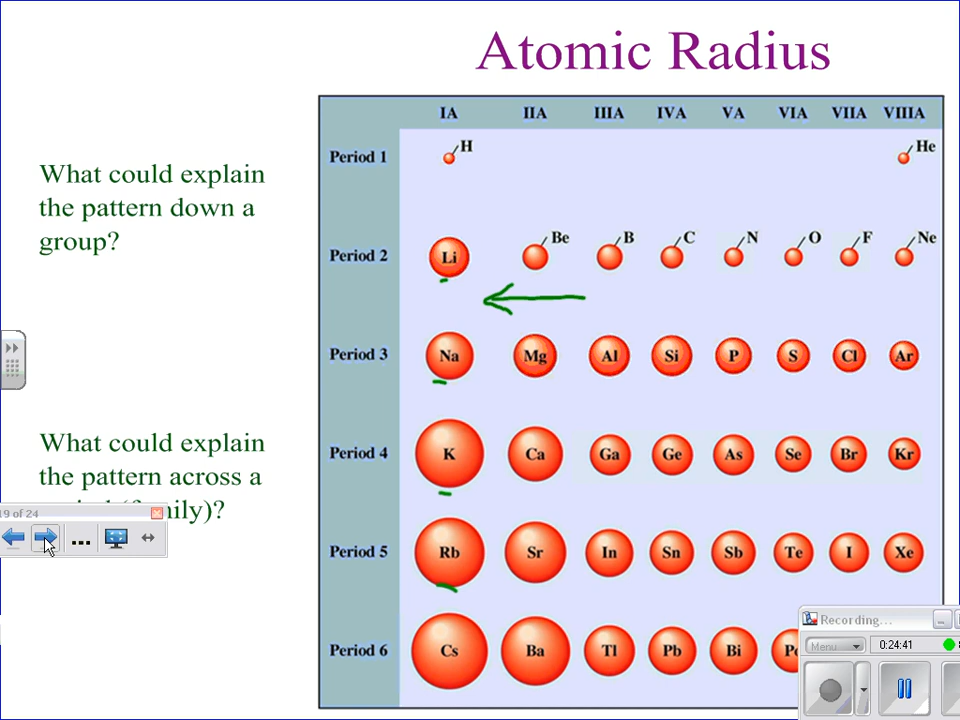 Atomic Radius
IA IIA IIIA IVA VA VIA VIIA VIIIA
Period 1 H He
What could explain
the pattern down a
group?
Period 2 Li Be B C N O F Ne
Period 3 Na Mg Al Si P S Cl Ar
What could explain
the pattern across a
(family)?
Period 4 K Ca Ga Ge As Se Br Kr
19 of 24
...
Period 5 Rb Sr In Sn Sb Te I Xe
Period 6 Cs Ba Tl Pb Bi
Recording...
Menu 0:24:41